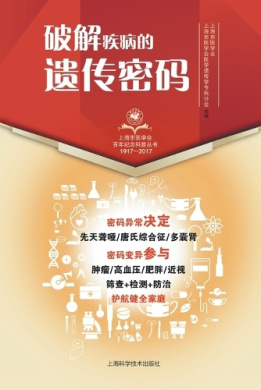 破解疾病的
遗传密码
上海市医学会
上海市医学会医学遗传学专科分会
上海市医学会
百年纪念科普丛书
1917—2017
密码异常决定
先天聋哑/唐氏综合征/多囊肾
密码变异参与
肿瘤/高血压/肥胖/近视
筛查+检测+防治
护航健全家庭
上海科学技术出版社